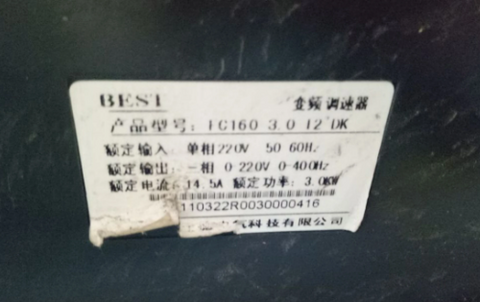 BEST 变频调速器
产品型号: FC160 3.0 12 DK
额定输入: 单相220V 50 60Hz
额定输出: 三相 0 220V 0-400Hz
额定电流: 14.5A 额定功率: 3.0KW
110322R0030000416
气科技有限公司